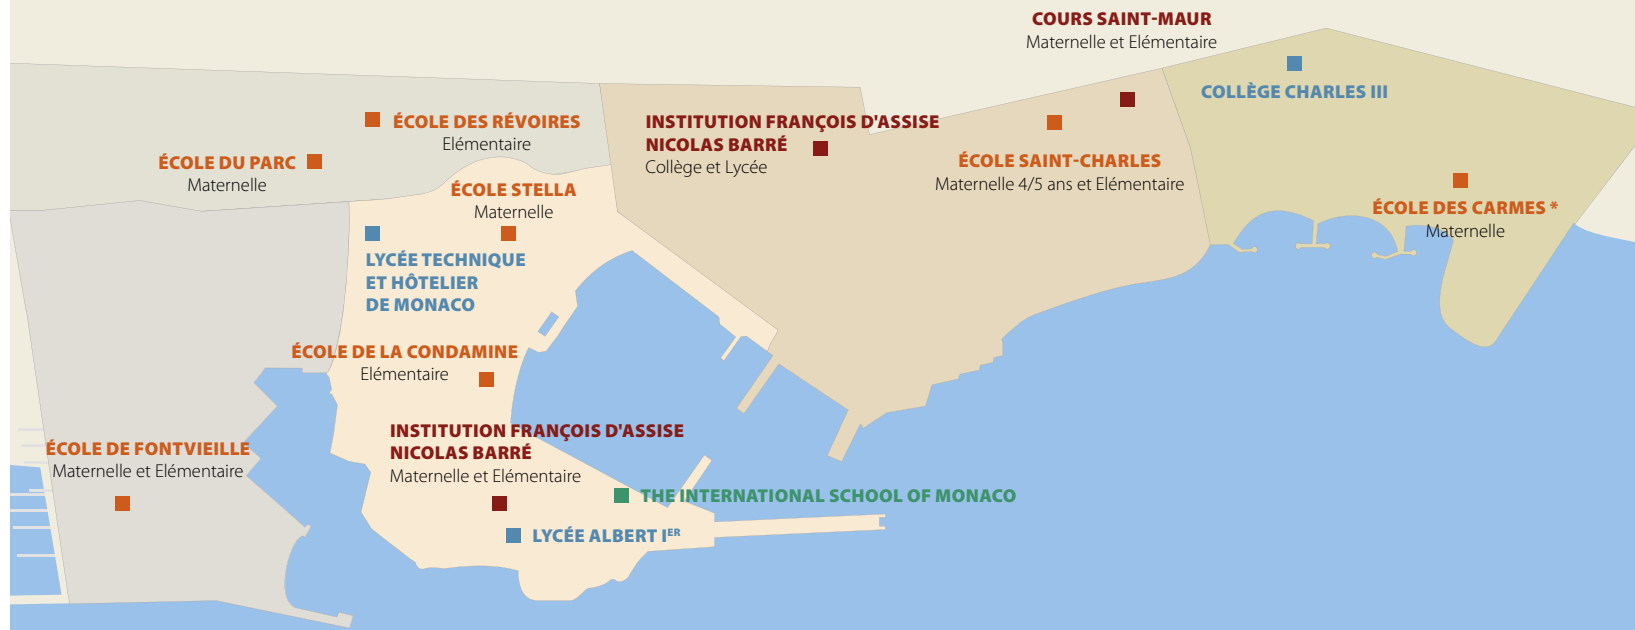 COURS SAINT-MAUR
Maternelle et Elémentaire
COLLÈGE CHARLES III
ÉCOLE DES RÉVOIRES
Elémentaire
INSTITUTION FRANÇOIS D'ASSISE
NICOLAS BARRÉ
Collège et Lycée
ÉCOLE DU PARC
Maternelle
ÉCOLE SAINT-CHARLES
Maternelle 4/5 ans et Elémentaire
ÉCOLE STELLA
Maternelle
ÉCOLE DES CARMES *
Maternelle
LYCÉE TECHNIQUE
ET HÔTELIER
DE MONACO
ÉCOLE DE LA CONDAMINE
Elémentaire
INSTITUTION FRANÇOIS D'ASSISE
NICOLAS BARRÉ
Maternelle et Elémentaire
ÉCOLE DE FONTVIEILLE
Maternelle et Elémentaire
THE INTERNATIONAL SCHOOL OF MONACO
LYCÉE ALBERT IER